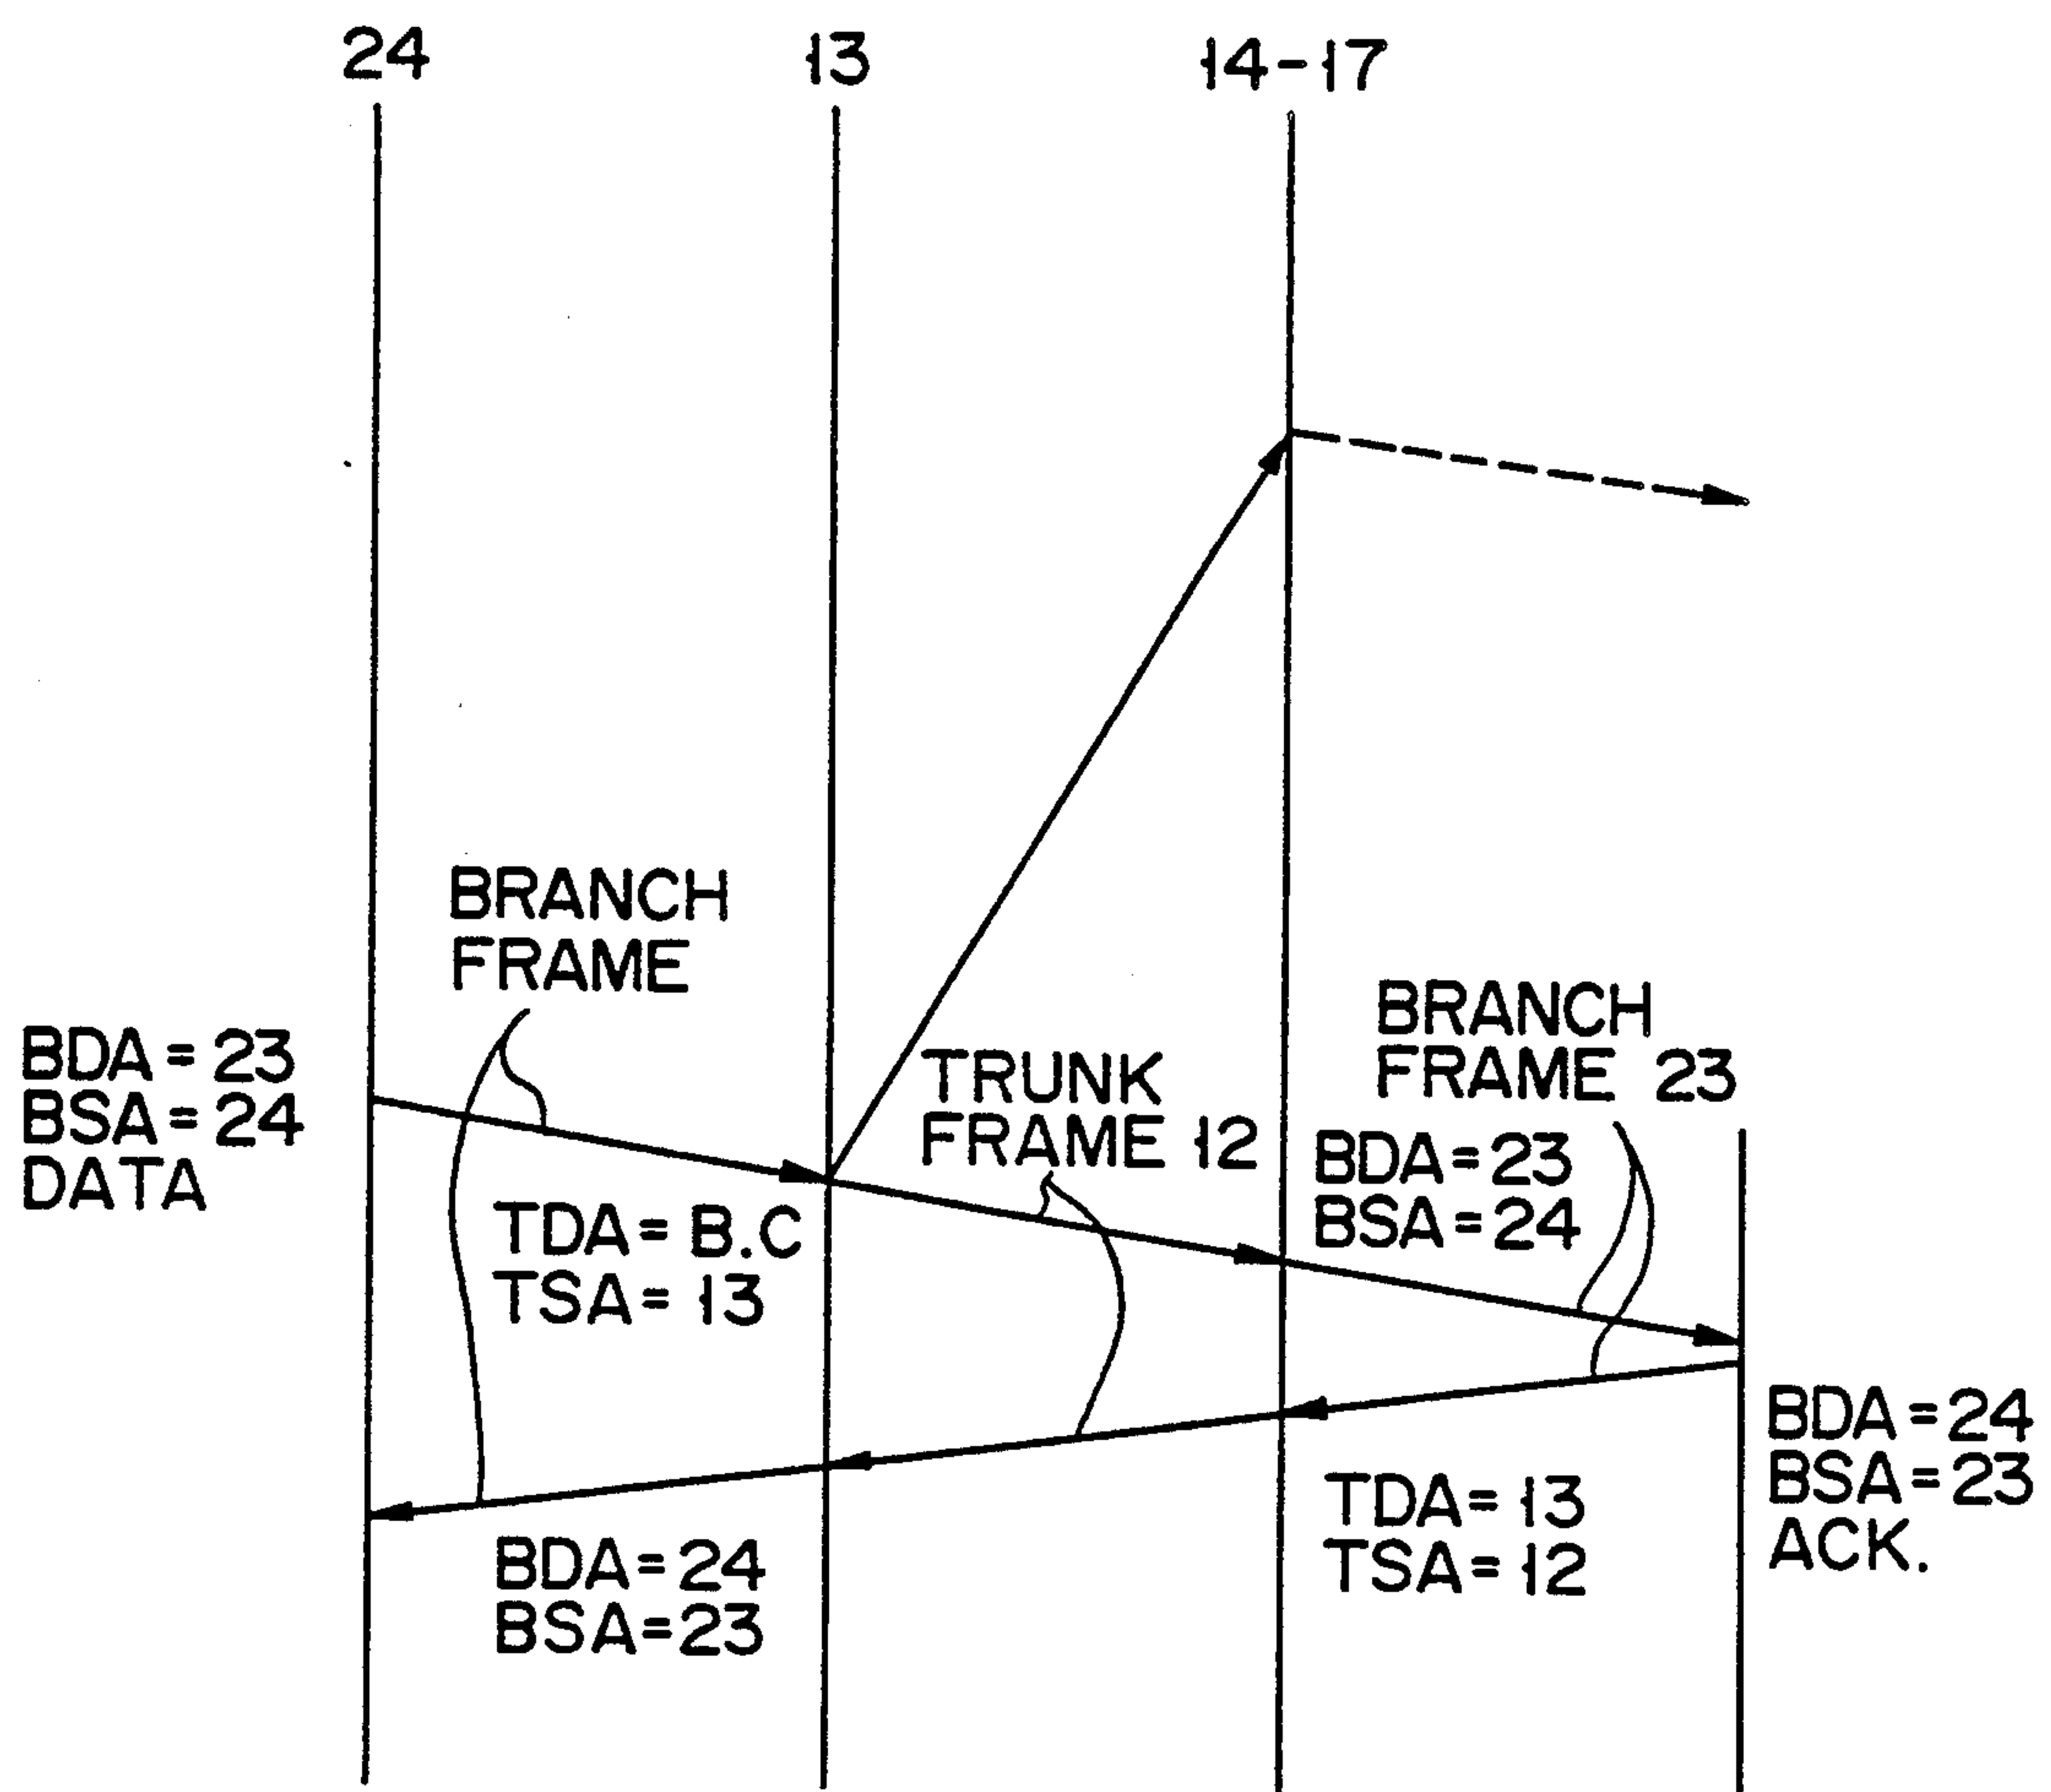 24
13
14-17
BRANCH
FRAME
BDA=23
BSA=24
DATA
TRUNK
FRAME 12
BRANCH
FRAME 23
BDA=23
BSA=24
TDA=B.C
TSA=13
BDA=24
BSA=23
ACK.
TDA=13
TSA=12
BDA=24
BSA=23